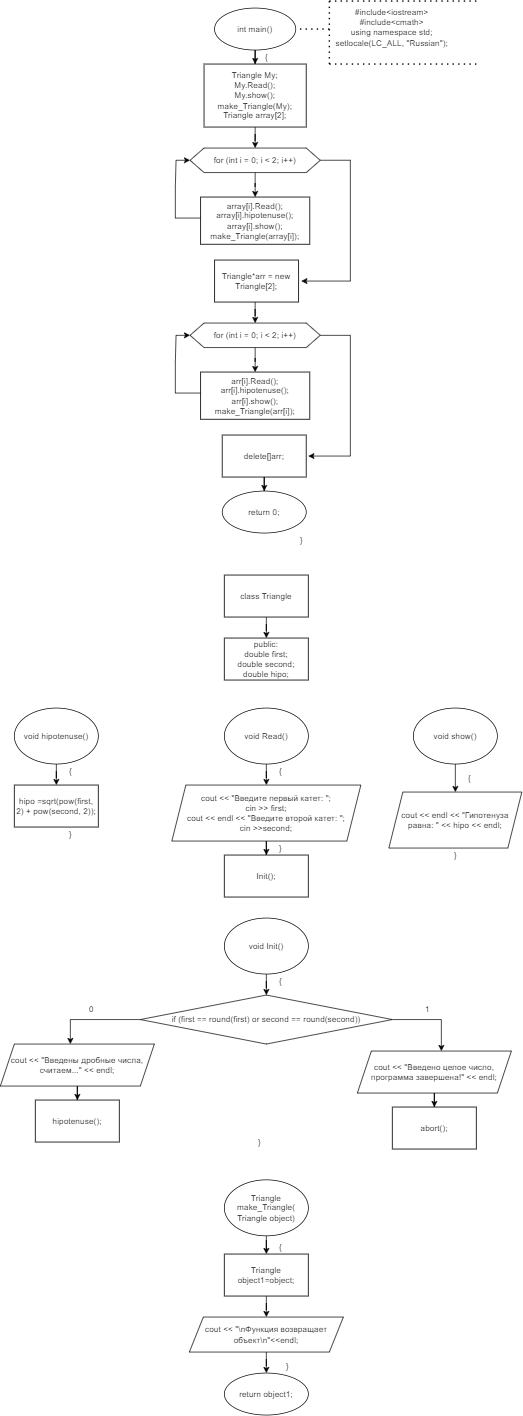 int main()
#include<iostream>
#include<cmath>
using namespace std;
setlocale(LC_ALL, "Russian");
{
Triangle My;
My.Read();
My.show();
make_Triangle(My);
Triangle array[2];
for (int i = 0; i < 2; i++)
array[i].Read();
array[i].hipotenuse();
array[i].show();
make_Triangle(array[i]);
Triangle*arr = new
Triangle[2];
for (int i = 0; i < 2; i++)
arr[i].Read();
arr[i].hipotenuse();
arr[i].show();
make_Triangle(arr[i]);
delete[]arr;
return 0;
}
class Triangle
public:
double first;
double second;
double hipo;
void hipotenuse()
{
hipo =sqrt(pow(first,
2) + pow(second, 2));
}
void Read()
{
cout << "Введите первый катет: ";
cin >> first;
cout << endl << "Введите второй катет: ";
cin >>second;
}
Init();
void show()
{
cout << endl << "Гипотенуза
равна: " << hipo << endl;
}
void Init()
{
if (first == round(first) or second == round(second))
0
1
cout << "Введены дробные числа,
считаем..." << endl;
hipotenuse();
cout << "Введено целое число,
программа завершена!" << endl;
abort();
}
Triangle
make_Triangle(
Triangle object)
{
Triangle
object1=object;
cout << "\nФункция возвращает
объект\n"<<endl;
}
return object1;